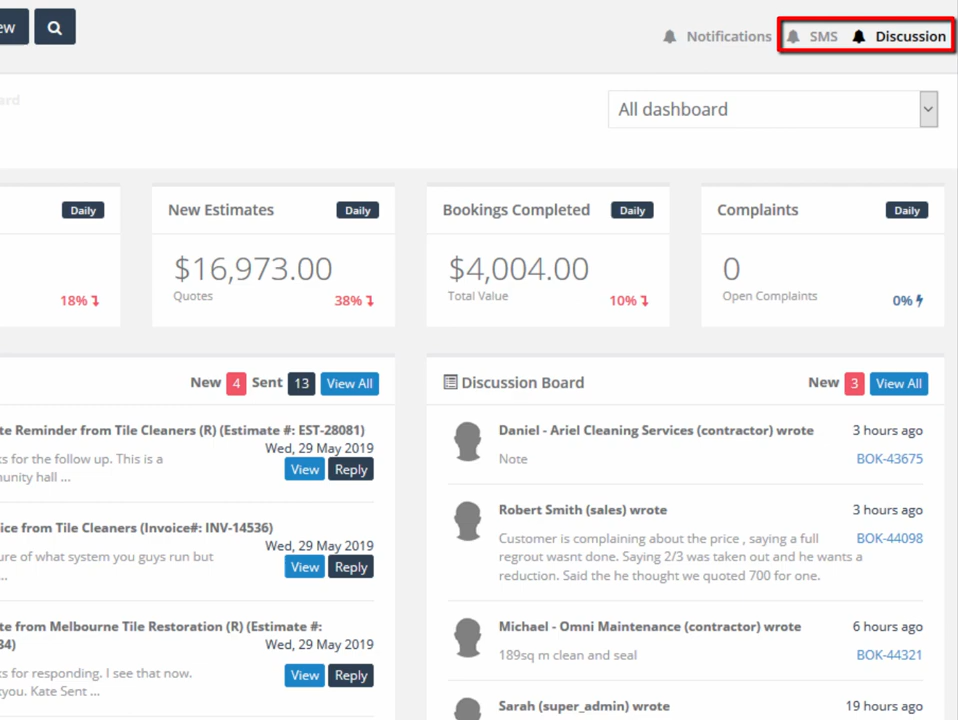 ew
Notifications
SMS
Discussion
ard
All dashboard
Daily
18%
New Estimates
Daily
$16,973.00
Quotes
38%
Bookings Completed
Daily
$4,004.00
Total Value
10%
Complaints
Daily
0
Open Complaints
0%
New 4 Sent 13 View All
te Reminder from Tile Cleaners (R) (Estimate #: EST-28081)
Wed, 29 May 2019
ks for the follow up. This is a
munity hall ...
View Reply
ice from Tile Cleaners (Invoice#: INV-14536)
Wed, 29 May 2019
ure of what system you guys run but
...
View Reply
te from Melbourne Tile Restoration (R) (Estimate #:
34)
Wed, 29 May 2019
ks for responding. I see that now.
kyou. Kate Sent ...
View Reply
Discussion Board
New 3 View All
Daniel - Ariel Cleaning Services (contractor) wrote
3 hours ago
Note
BOK-43675
Robert Smith (sales) wrote
3 hours ago
Customer is complaining about the price , saying a full
BOK-44098
regrout wasnt done. Saying 2/3 was taken out and he wants a
reduction. Said the he thought we quoted 700 for one.
Michael - Omni Maintenance (contractor) wrote
6 hours ago
189sq m clean and seal
BOK-44321
Sarah (super_admin) wrote
19 hours ago